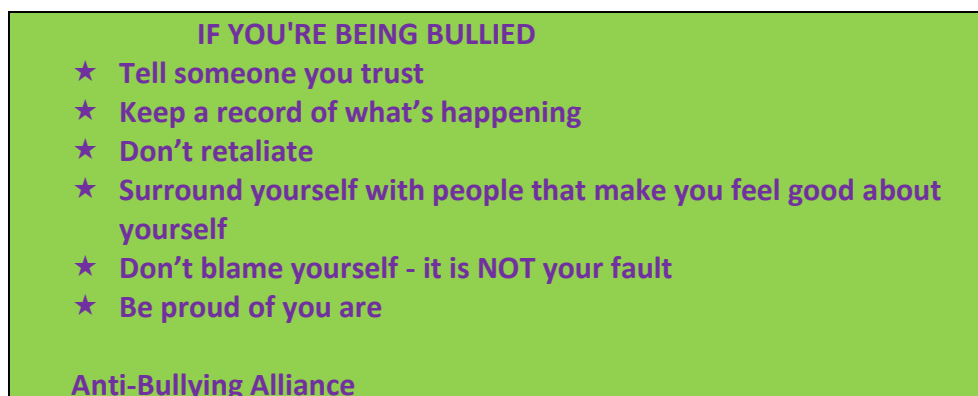 IF YOU'RE BEING BULLIED
★ Tell someone you trust
★ Keep a record of what’s happening
★ Don’t retaliate
★ Surround yourself with people that make you feel good about
yourself
★ Don’t blame yourself - it is NOT your fault
★ Be proud of you are
Anti-Bullying Alliance